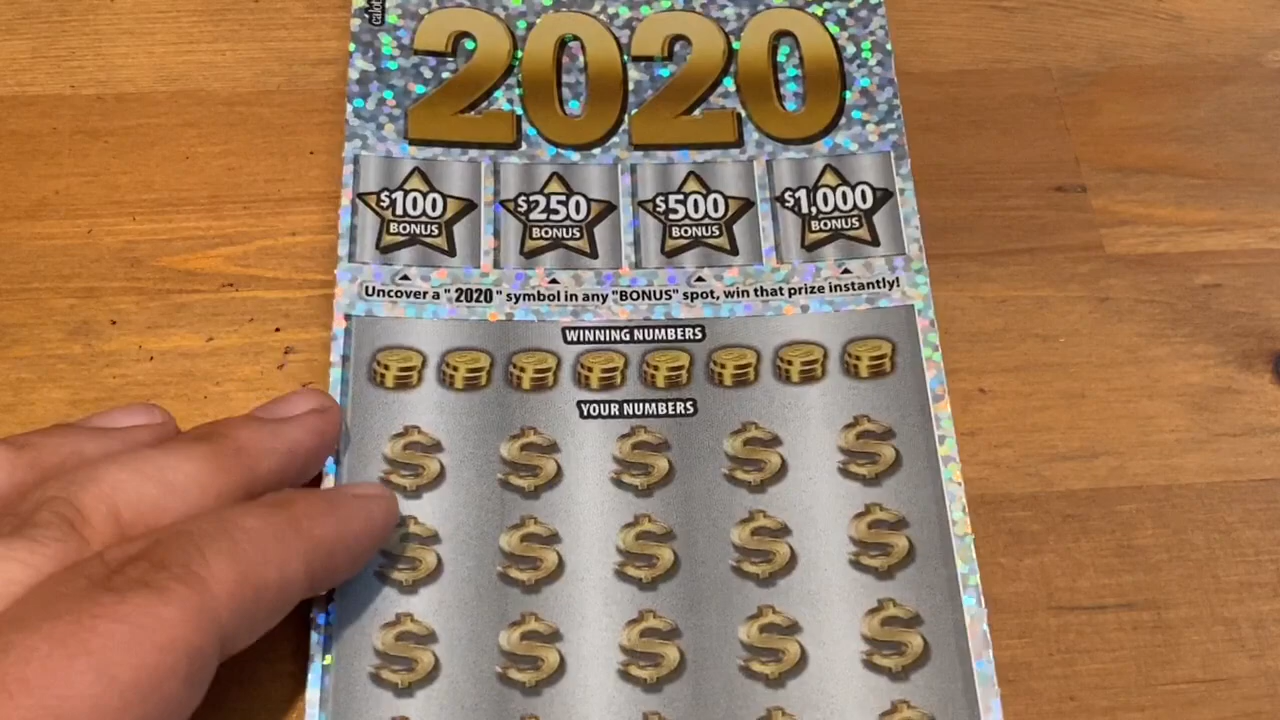 2020
$100
BONUS
$250
BONUS
$500
BONUS
$1,000
BONUS
Uncover a "2020" symbol in any "BONUS" spot, win that prize instantly!
WINNING NUMBERS
YOUR NUMBERS
$ $ $ $ $
$ $ $ $ $
$ $ $ $ $